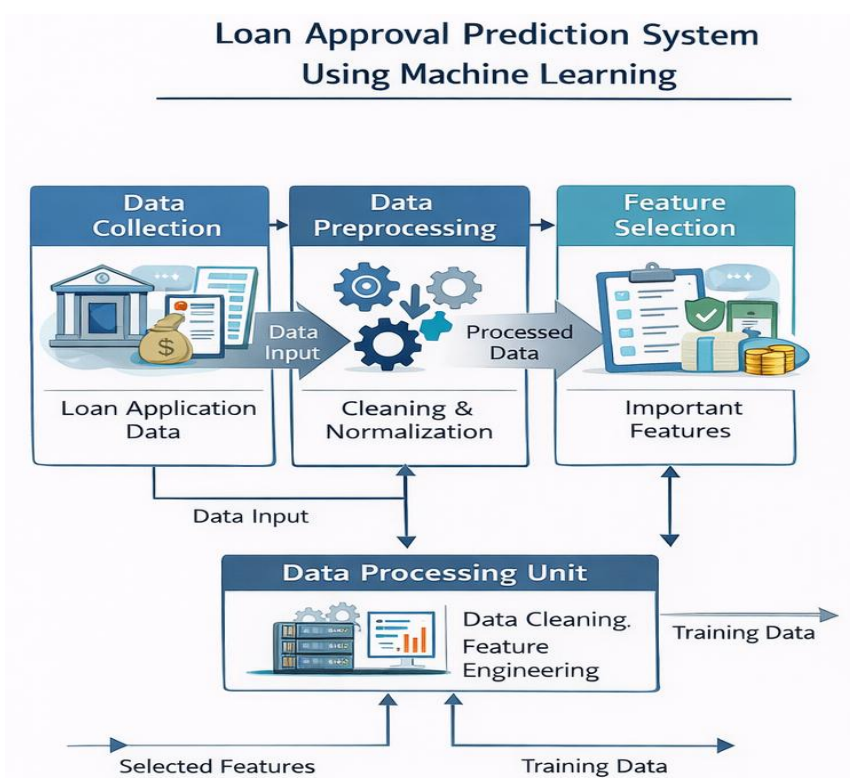 Loan Approval Prediction System
Using Machine Learning
Data
Collection
Data
Preprocessing
Feature
Selection
$
Data
Input
Processed
Data
Loan Application
Data
Cleaning &
Normalization
Important
Features
Data Input
Data Processing Unit
Data Cleaning.
Feature
Engineering
Training Data
Selected Features
Training Data